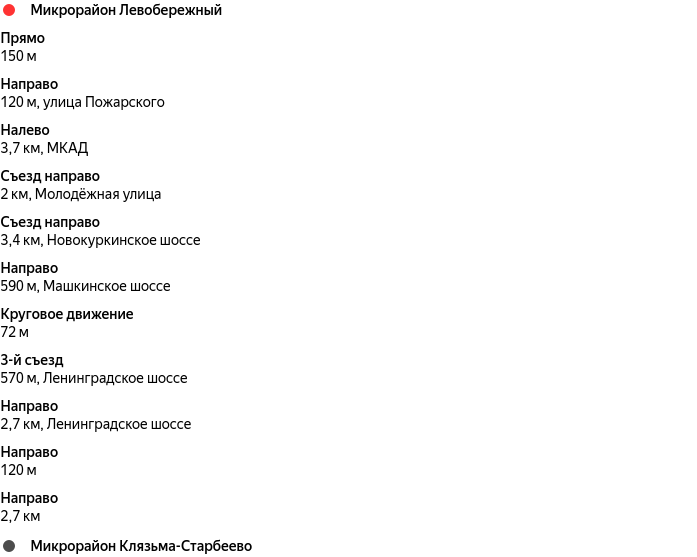 Микрорайон Левобережный
Прямо
150 м
Направо
120 м, улица Пожарского
Налево
3,7 км, МКАД
Съезд направо
2 км, Молодёжная улица
Съезд направо
3,4 км, Новокуркинское шоссе
Направо
590 м, Машкинское шоссе
Круговое движение
72 м
3-й съезд
570 м, Ленинградское шоссе
Направо
2,7 км, Ленинградское шоссе
Направо
120 м
Направо
2,7 км
Микрорайон Клязьма-Старбеево